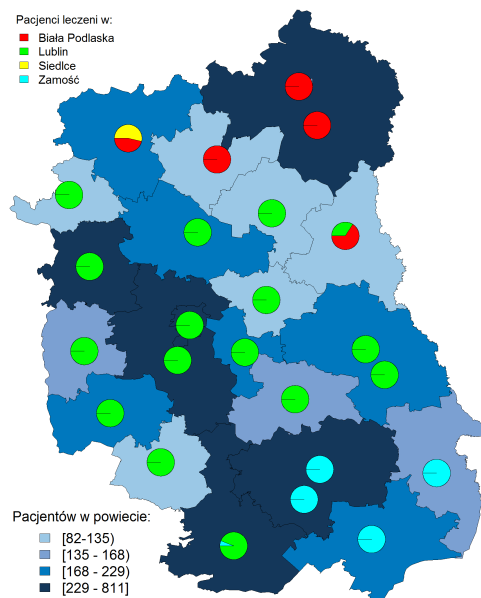 Pacjenci leczeni w:
Biała Podlaska
Lublin
Siedlce
Zamość
Pacjentów w powiecie:
[82-135)
[135 - 168)
[168 - 229)
[229 - 811]